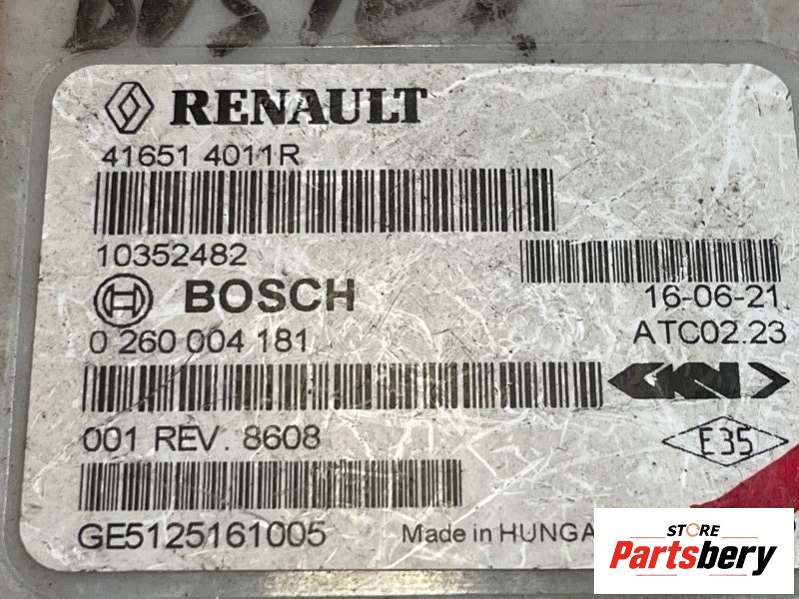 RENAULT
41651 4011R
10352482
16-06-21
BOSCH
0 260 004 181
ATC02.23
GKN
001 REV. 8608
E35
GE5125161005
Made in HUNGA
STORE
Partsbery